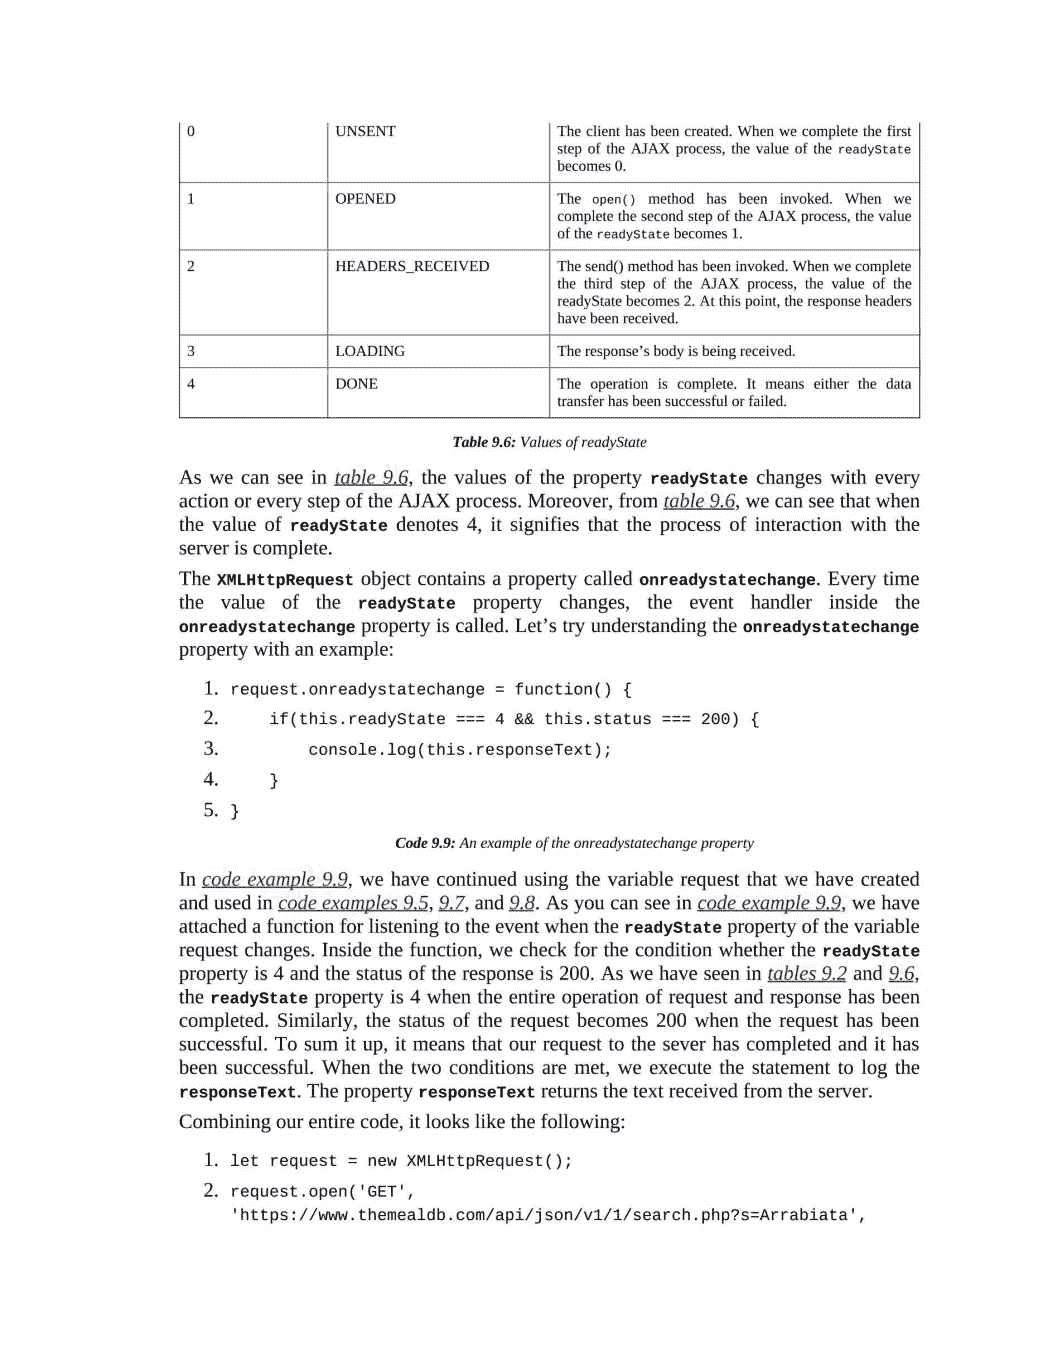 0 UNSENT The client has been created. When we complete the first
step of the AJAX process, the value of the readyState
becomes 0.
1 OPENED The open() method has been invoked. When we
complete the second step of the AJAX process, the value
of the readyState becomes 1.
2 HEADERS_RECEIVED The send() method has been invoked. When we complete
the third step of the AJAX process, the value of the
readyState becomes 2. At this point, the response headers
have been received.
3 LOADING The response’s body is being received.
4 DONE The operation is complete. It means either the data
transfer has been successful or failed.
Table 9.6: Values of readyState
As we can see in table 9.6, the values of the property readyState changes with every
action or every step of the AJAX process. Moreover, from table 9.6, we can see that when
the value of readyState denotes 4, it signifies that the process of interaction with the
server is complete.
The XMLHttpRequest object contains a property called onreadystatechange. Every time
the value of the readyState property changes, the event handler inside the
onreadystatechange property is called. Let’s try understanding the onreadystatechange
property with an example:
1. request.onreadystatechange = function() {
2. if(this.readyState === 4 && this.status === 200) {
3. console.log(this.responseText);
4. }
5. }
Code 9.9: An example of the onreadystatechange property
In code example 9.9, we have continued using the variable request that we have created
and used in code examples 9.5, 9.7, and 9.8. As you can see in code example 9.9, we have
attached a function for listening to the event when the readyState property of the variable
request changes. Inside the function, we check for the condition whether the readyState
property is 4 and the status of the response is 200. As we have seen in tables 9.2 and 9.6,
the readyState property is 4 when the entire operation of request and response has been
completed. Similarly, the status of the request becomes 200 when the request has been
successful. To sum it up, it means that our request to the sever has completed and it has
been successful. When the two conditions are met, we execute the statement to log the
responseText. The property responseText returns the text received from the server.
Combining our entire code, it looks like the following:
1. let request = new XMLHttpRequest();
2. request.open('GET',
'https://www.themealdb.com/api/json/v1/1/search.php?s=Arrabiata',